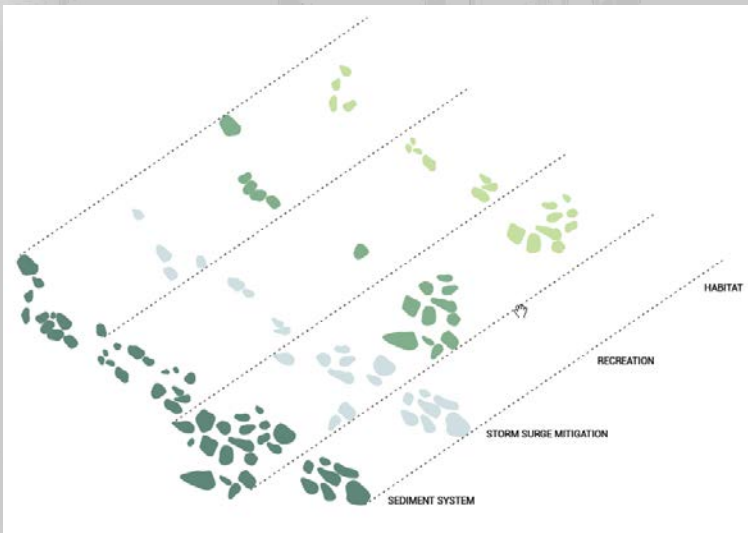 HABITAT
RECREATION
STORM SURGE MITIGATION
SEDIMENT SYSTEM